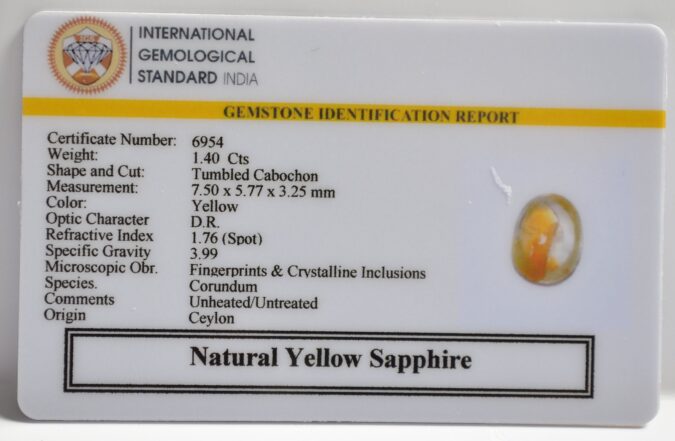 INTERNATIONAL
GEMOLOGICAL
STANDARD INDIA
GEMSTONE IDENTIFICATION REPORT
Certificate Number: 6954
Weight: 1.40 Cts
Shape and Cut: Tumbled Cabochon
Measurement: 7.50 x 5.77 x 3.25 mm
Color: Yellow
Optic Character D.R.
Refractive Index 1.76 (Spot)
Specific Gravity 3.99
Microscopic Obr. Fingerprints & Crystalline Inclusions
Species. Corundum
Comments Unheated/Untreated
Origin Ceylon
Natural Yellow Sapphire